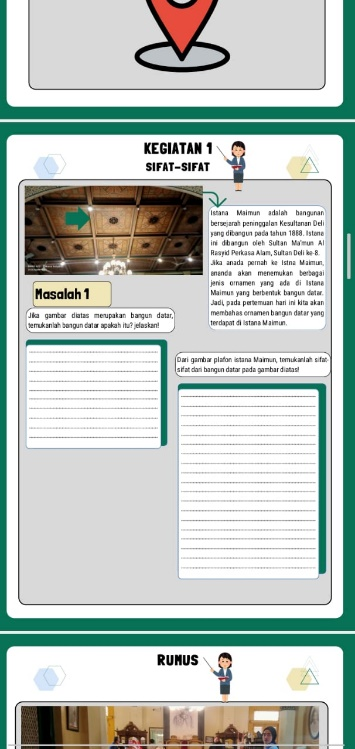 KEGIATAN 1
SIFAT-SIFAT
Istana Maimun adalah bangunan
bersejarah peninggalan Kesultanan Deli
yang dibangun pada tahun 1888. Istana
ini dibangun oleh Sultan Ma'mun Al
Rasyid Perkasa Alam, Sultan Deli ke-8.
Jika anada pernah ke Istna Maimun,
ananda akan menemukan berbagai
jenis ornamen yang ada di Istana
Maimun yang berbentuk bangun datar.
Jadi, pada pertemuan hari ini kita akan
membahas ornamen bangun datar yang
terdapat di Istana Maimun.
Masalah 1
Jika gambar diatas merupakan bangun datar,
temukanlah bangun datar apakah itu? jelaskan!
Dari gambar plafon istana Maimun, temukanlah sifat-
sifat dari bangun datar pada gambar diatas!
RUMUS